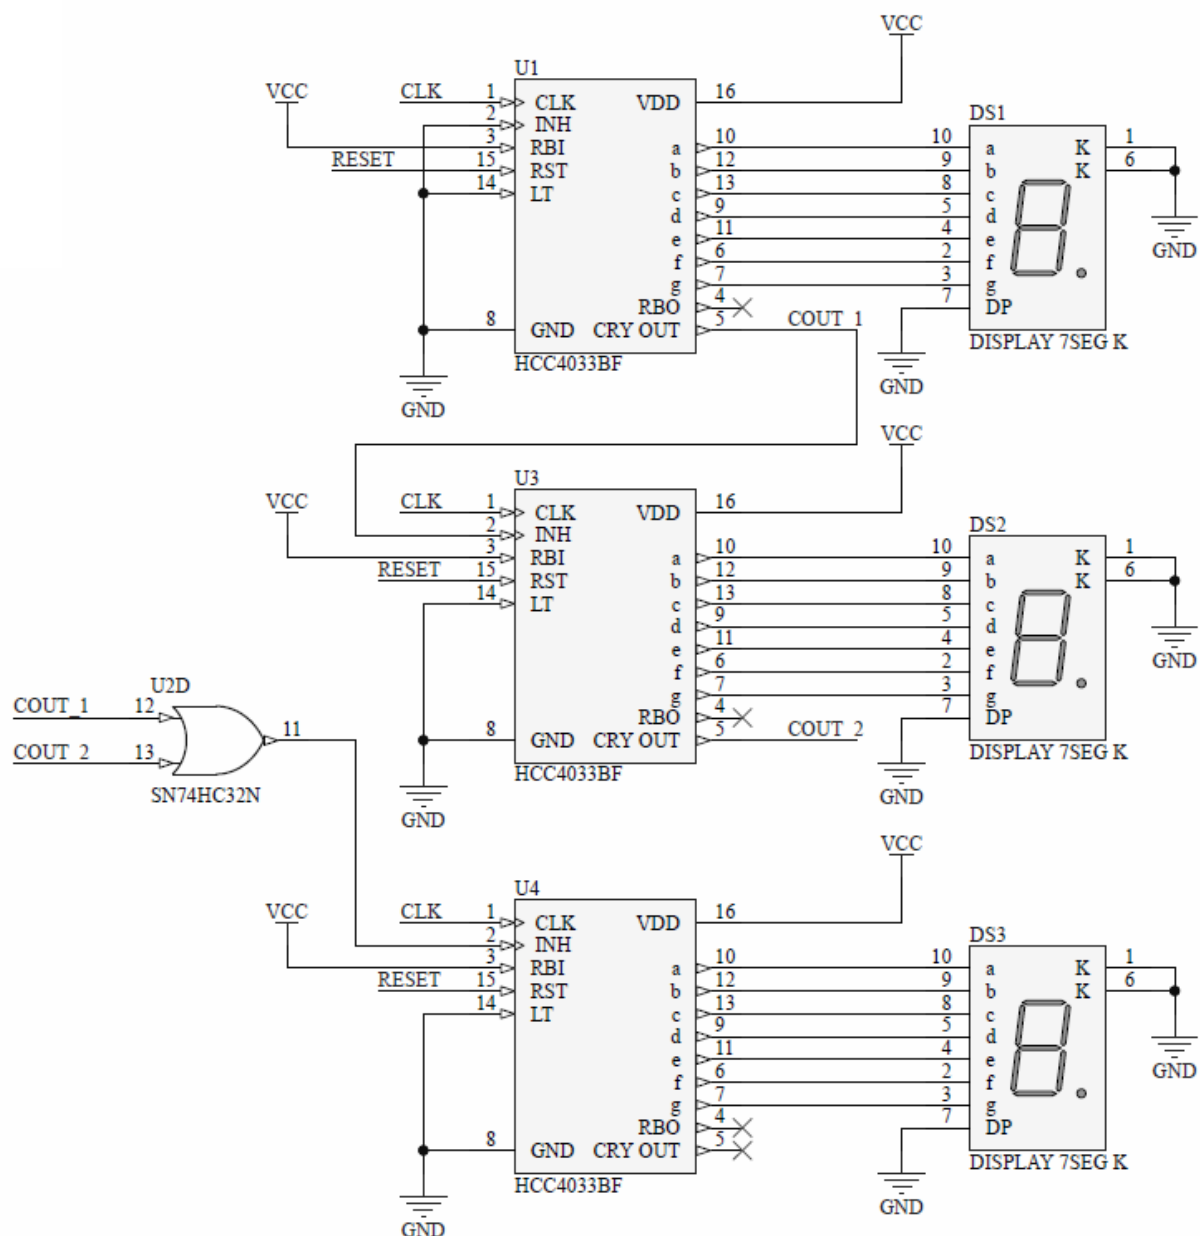 VCC
U1
VCC CLK 1 CLK VDD 16
2 INH DS1
3 RBI a 10 10 a K 1
RESET 15 RST b 12 9 b K 6
14 LT c 13 8 c
d 9 5 d
e 11 4 e
f 6 2 f
g 7 3 g GND
RBO 4 7 DP
8 GND CRY OUT 5 COUT_1
DISPLAY 7SEG K
HCC4033BF
GND
GND
VCC
U3
VCC CLK 1 CLK VDD 16
2 INH DS2
3 RBI a 10 10 a K 1
RESET 15 RST b 12 9 b K 6
14 LT c 13 8 c
d 9 5 d
e 11 4 e
f 6 2 f
g 7 3 g GND
RBO 4 7 DP
8 GND CRY OUT 5 COUT_2
DISPLAY 7SEG K
HCC4033BF
GND
GND
U2D
COUT_1 12 11
COUT_2 13
SN74HC32N
VCC
U4
VCC CLK 1 CLK VDD 16
2 INH DS3
3 RBI a 10 10 a K 1
RESET 15 RST b 12 9 b K 6
14 LT c 13 8 c
d 9 5 d
e 11 4 e
f 6 2 f
g 7 3 g GND
RBO 4 7 DP
8 GND CRY OUT 5
DISPLAY 7SEG K
HCC4033BF
GND
GND